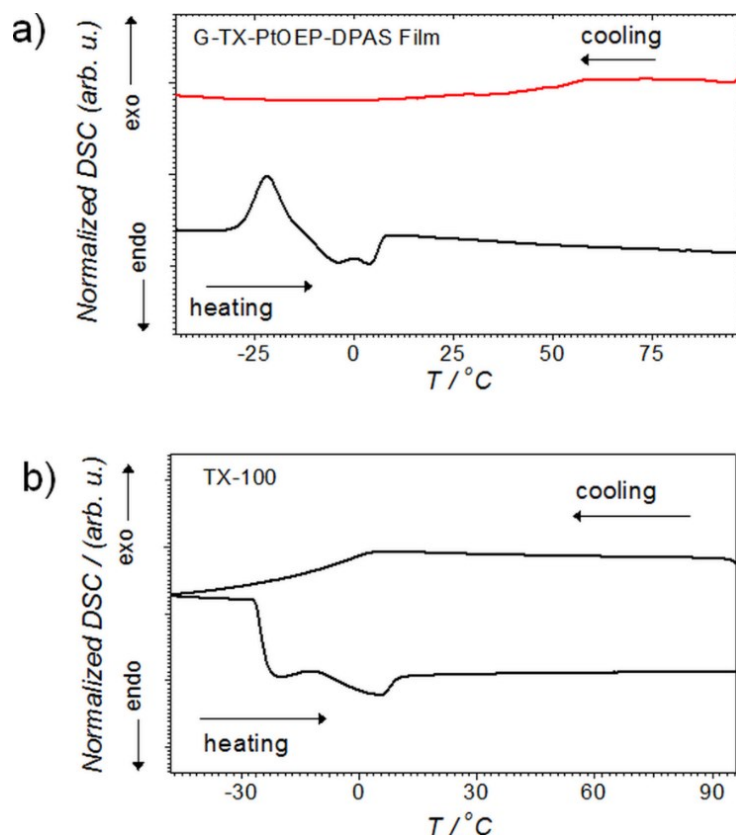 a)
G-TX-PtOEP-DPAS Film
cooling
Normalized DSC (arb. u.)
exo
endo
heating
-25
0
25
50
75
T / °C
b)
TX-100
cooling
Normalized DSC / (arb. u.)
exo
endo
heating
-30
0
30
60
90
T / °C